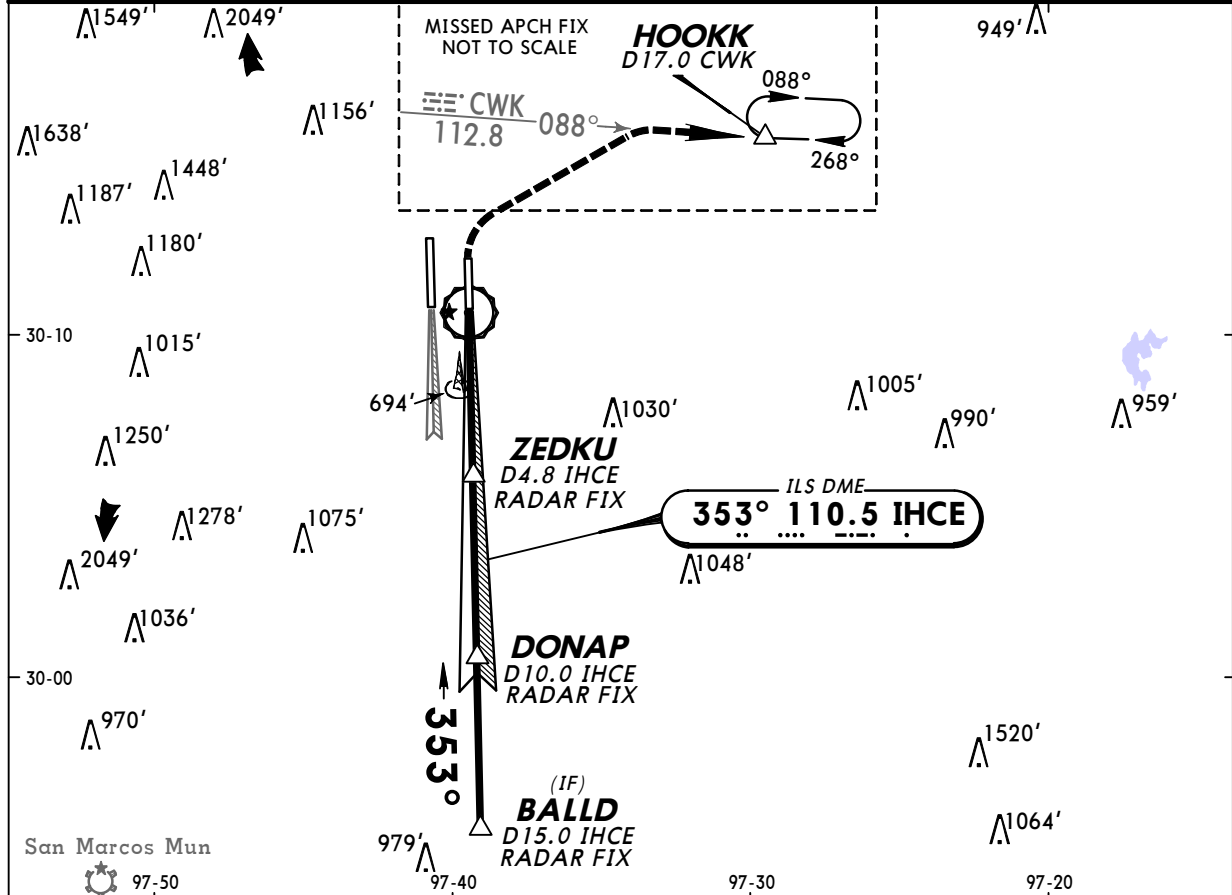 1549'
2049'
MISSED APCH FIX
NOT TO SCALE
HOOKK
D17.0 CWK
949'
088°
1156'
CWK
112.8
088°
268°
1638'
1448'
1187'
1180'
30-10
1015'
694'
1030'
1005'
990'
959'
1250'
ZEDKU
D4.8 IHCE
RADAR FIX
ILS DME
353° 110.5 IHCE
1278'
1075'
2049'
1048'
1036'
DONAP
D10.0 IHCE
RADAR FIX
30-00
353°
970'
1520'
(IF)
BALLD
D15.0 IHCE
RADAR FIX
1064'
979'
San Marcos Mun
97-50
97-40
97-30
97-20